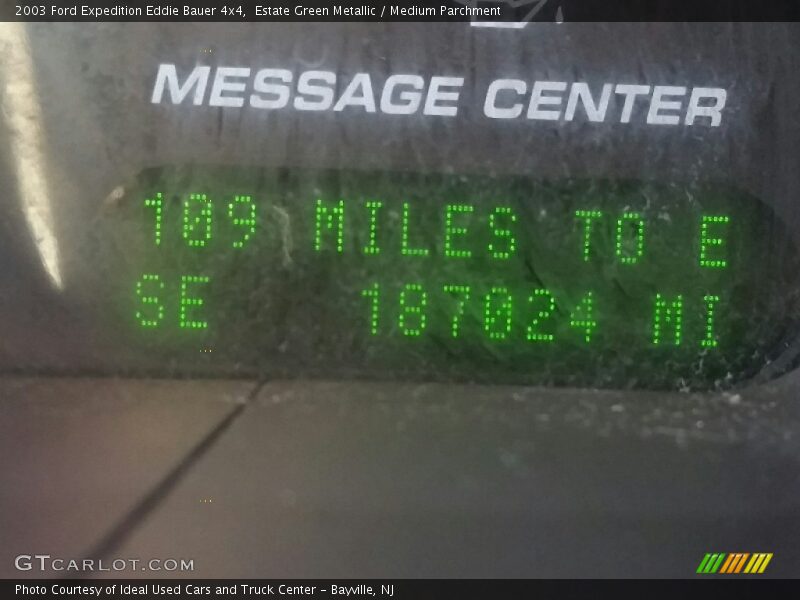 2003 Ford Expedition Eddie Bauer 4x4,  Estate Green Metallic / Medium Parchment
MESSAGE CENTER
109 MILES TO E
SE 187024 MI
GTCARLOT.COM
Photo Courtesy of Ideal Used Cars and Truck Center – Bayville, NJ